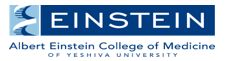 EINSTEIN
Albert Einstein College of Medicine
OF YESHIVA UNIVERSITY